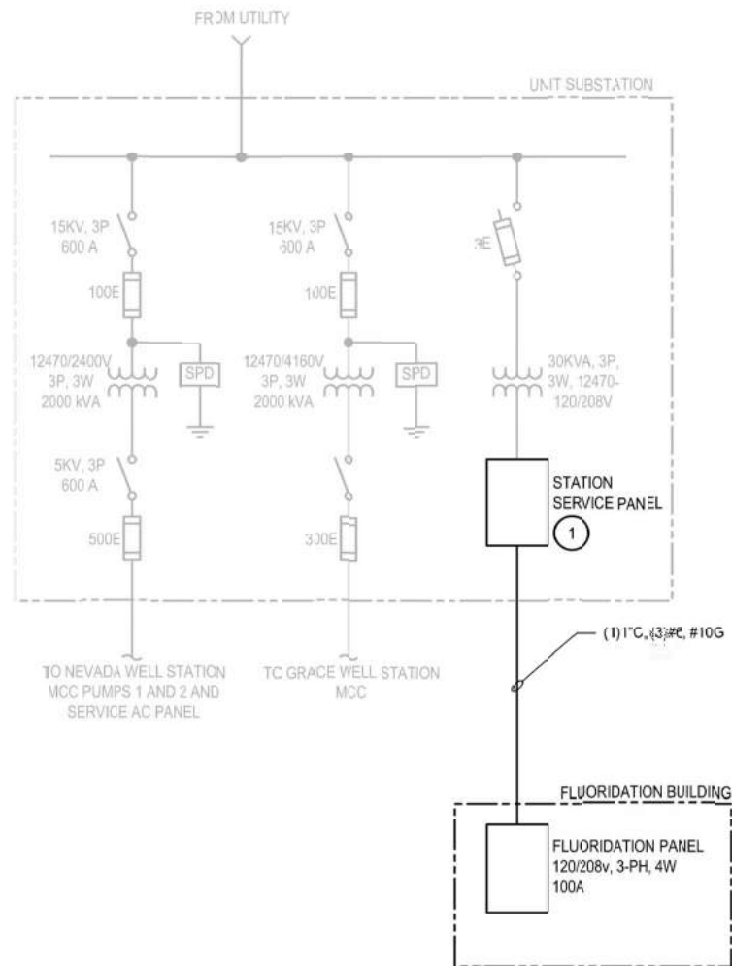 FROM UTILITY
UNIT SUBSTATION
15KV, 3P
600 A
100E
12470/2400V
3P, 3W
2000 kVA
SPD
5KV, 3P
600 A
500E
TO NEVADA WELL STATION
MCC PUMPS 1 AND 2 AND
SERVICE AC PANEL
15KV, 3P
600 A
100E
12470/4160V
3P, 3W
2000 kVA
SPD
300E
TO GRACE WELL STATION
MCC
30KVA, 3P,
3W, 12470-
120/208V
STATION
SERVICE PANEL
1
#10G
FLUORIDATION BUILDING
FLUORIDATION PANEL
120/208v, 3-PH, 4W
100A